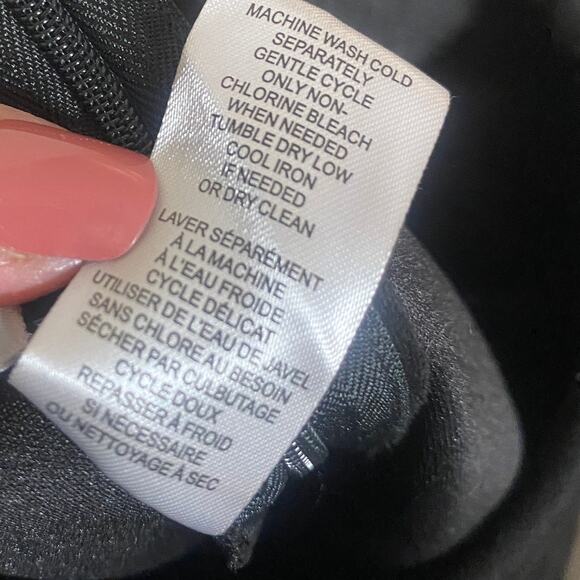 MACHINE WASH COLD
SEPARATELY
GENTLE CYCLE
ONLY NON-
CHLORINE BLEACH
WHEN NEEDED
TUMBLE DRY LOW
COOL IRON
IF NEEDED
OR DRY CLEAN
LAVER SÉPARÉMENT
À LA MACHINE
À L'EAU FROIDE
CYCLE DÉLICAT
UTILISER DE L'EAU DE JAVEL
SANS CHLORE AU BESOIN
SÉCHER PAR CULBUTAGE
CYCLE DOUX
REPASSER À FROID
SI NÉCESSAIRE
OU NETTOYAGE À SEC